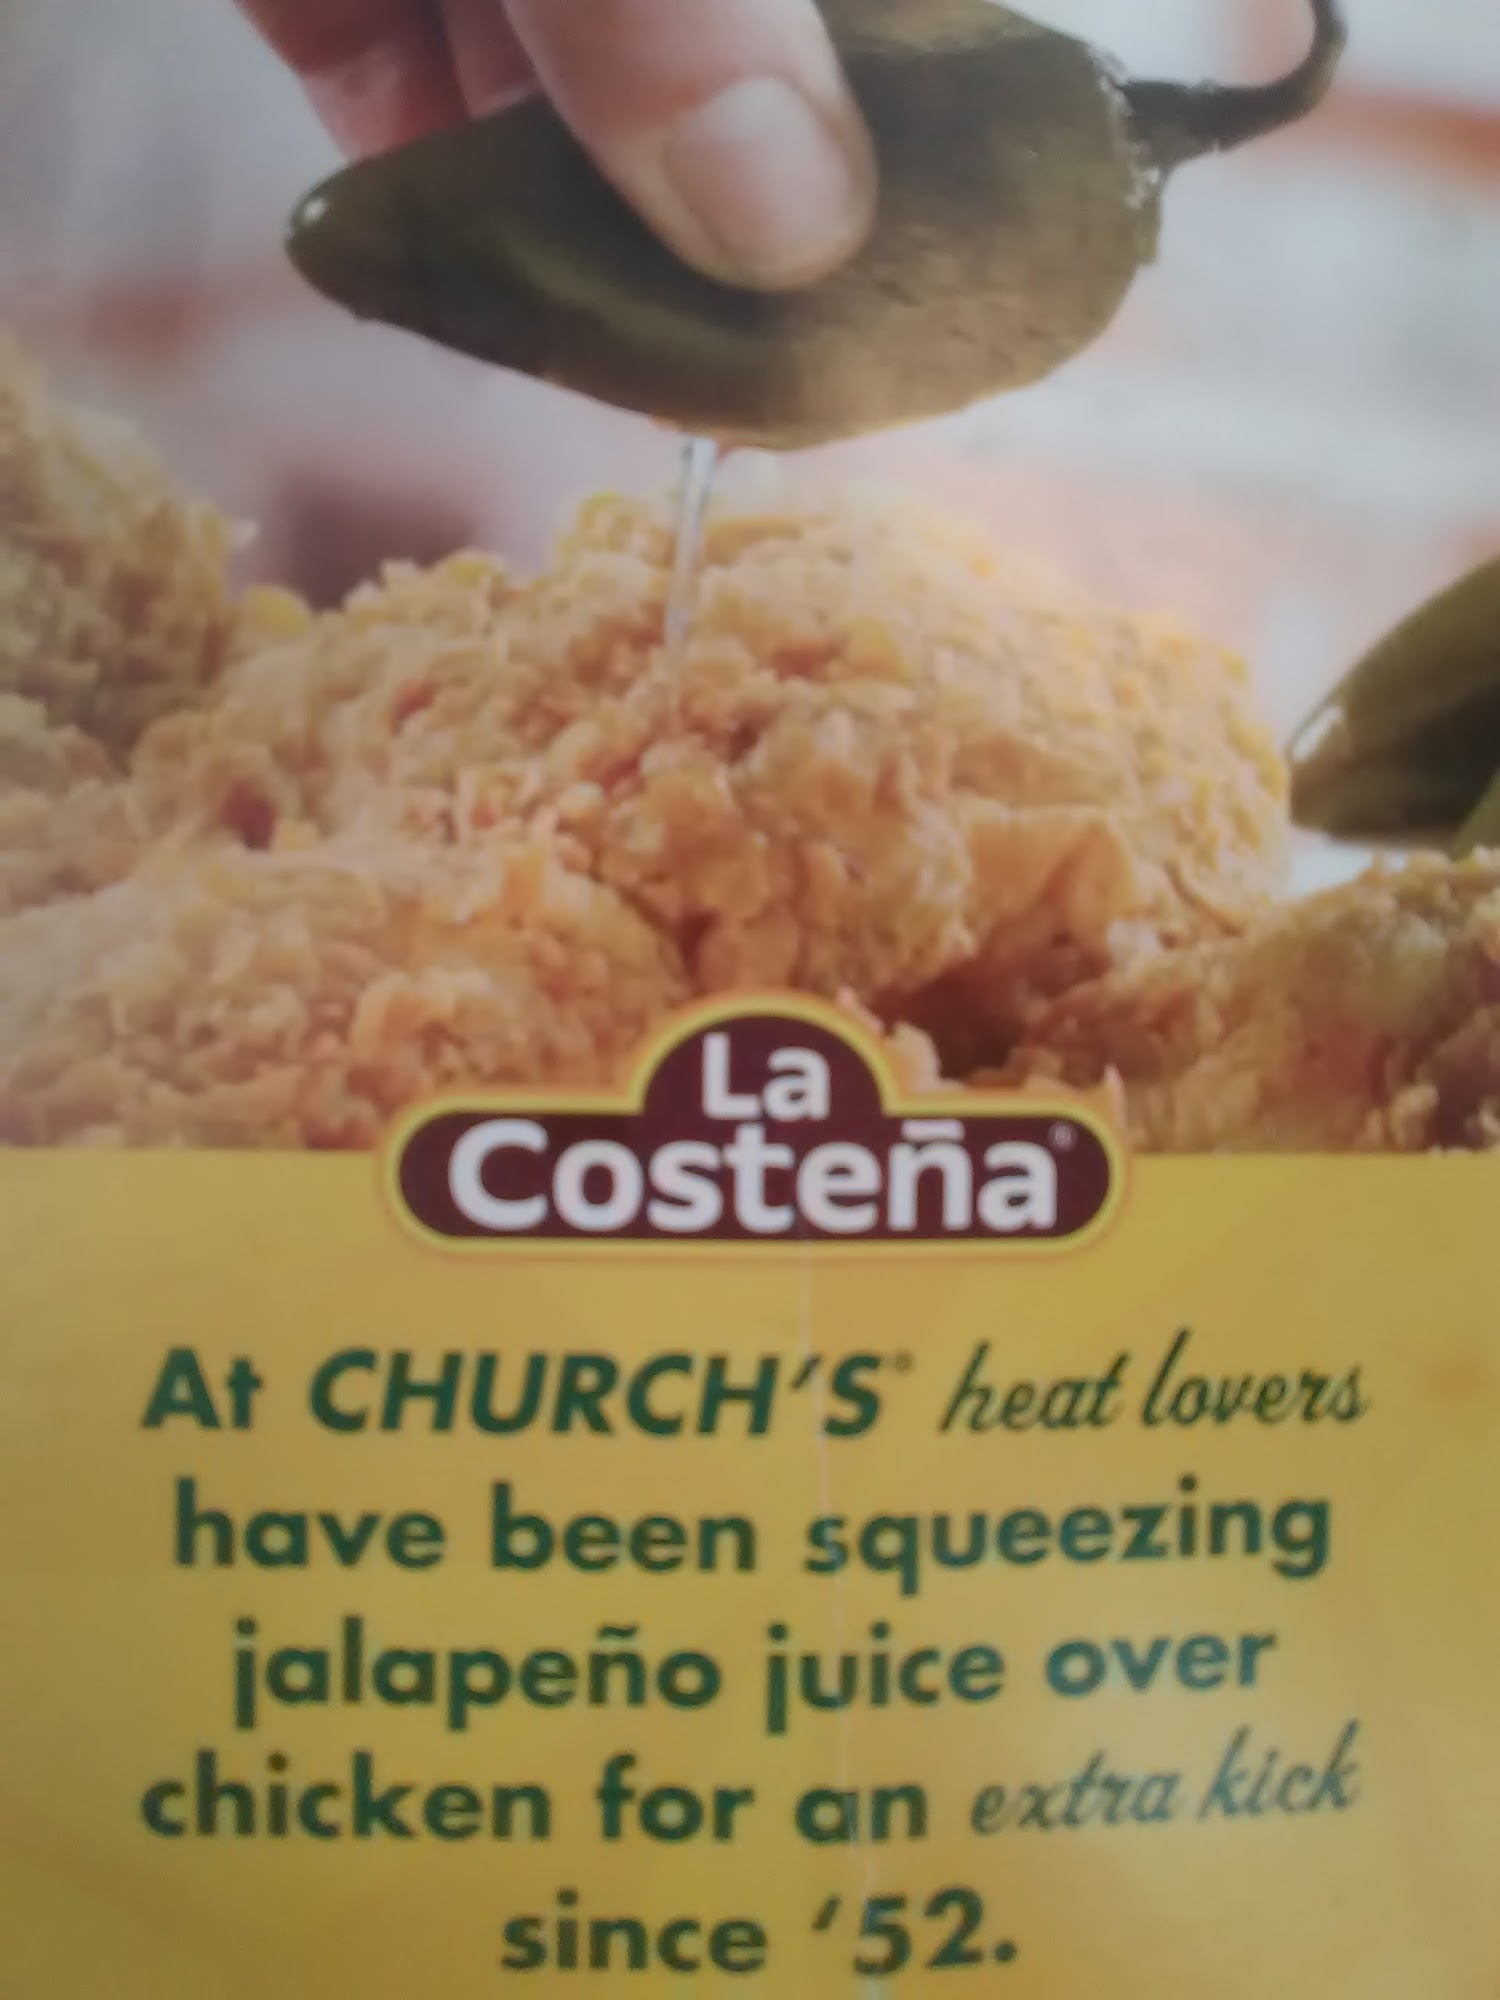 La
Costeña®
At CHURCH'S® heat lovers
have been squeezing
jalapeño juice over
chicken for an extra kick
since '52.